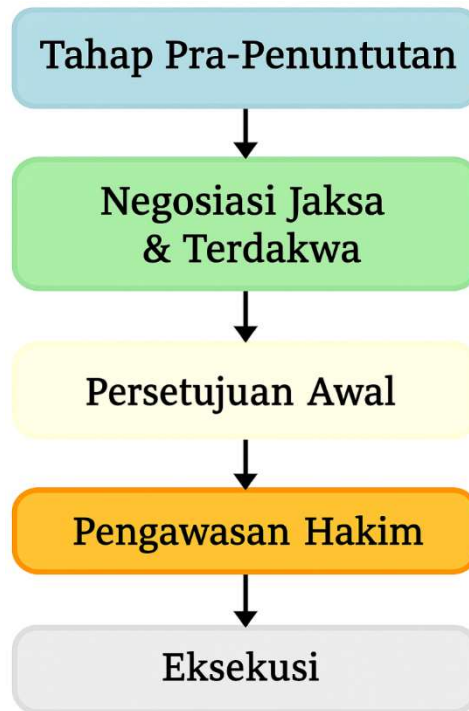 Tahap Pra-Penuntutan
Negosiasi Jaksa
& Terdakwa
Persetujuan Awal
Pengawasan Hakim
Eksekusi